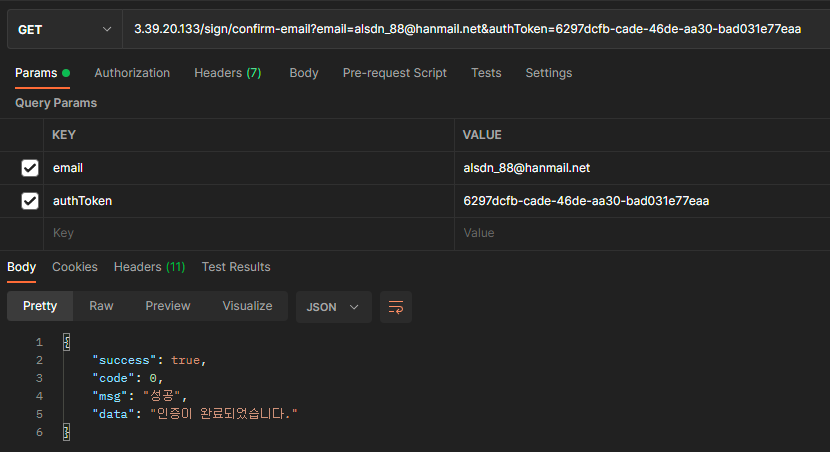 GET 3.39.20.133/sign/confirm-email?email=alsdn_88@hanmail.net&authToken=6297dcfb-cade-46de-aa30-bad031e77eaa
Params Authorization Headers (7) Body Pre-request Script Tests Settings
Query Params
KEY VALUE
email alsdn_88@hanmail.net
authToken 6297dcfb-cade-46de-aa30-bad031e77eaa
Key Value
Body Cookies Headers (11) Test Results
Pretty Raw Preview Visualize JSON
1 {
2 "success": true,
3 "code": 0,
4 "msg": "성공",
5 "data": "인증이 완료되었습니다."
6 }